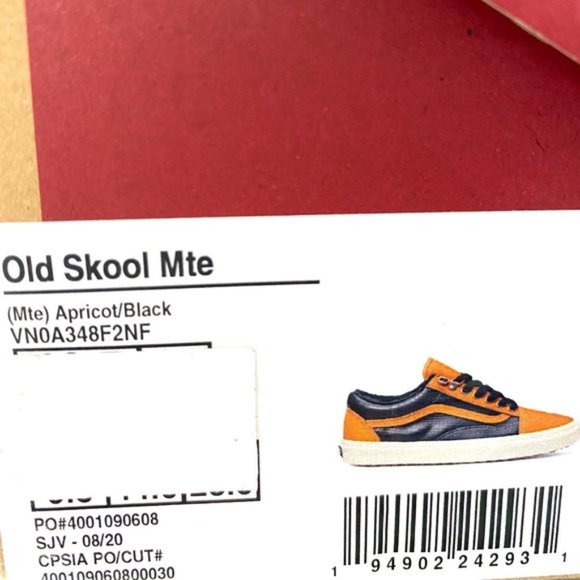 Old Skool Mte
(Mte) Apricot/Black
VN0A348F2NF
PO#4001090608
SJV - 08/20
CPSIA PO/CUT#
400109060800030
1 94902 24293 1